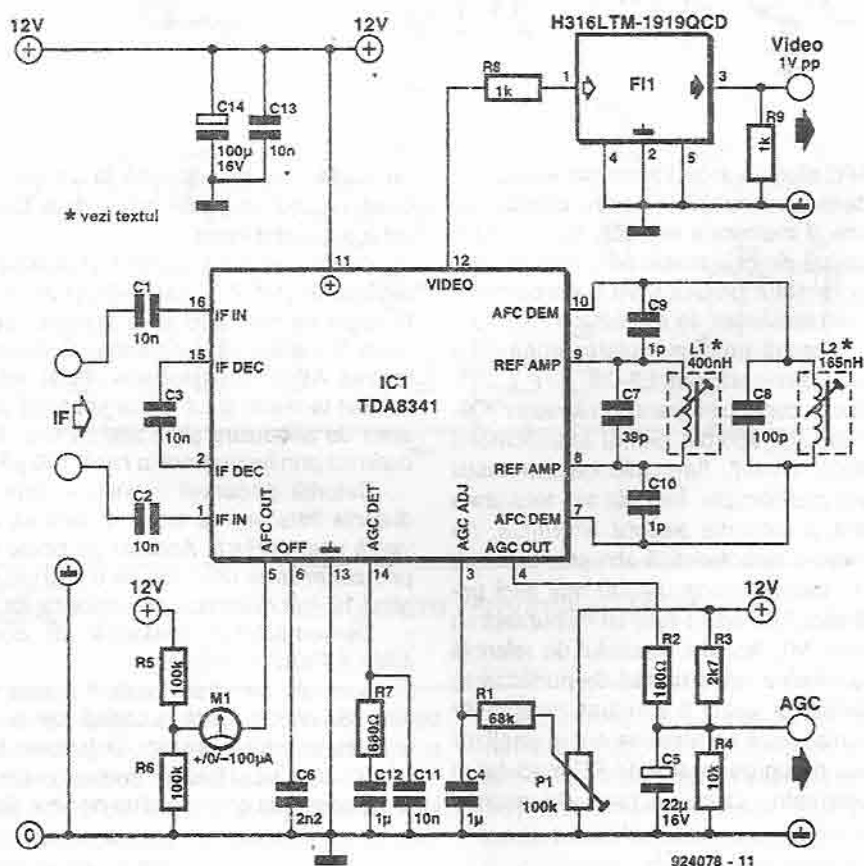 H316LTM-1919QCD
12V
12V
Video
1V pp
R8
1k
1
FI1
3
R9
1k
4
2
5
C14
100µ
16V
C13
10n
* vezi textul
11
12
VIDEO
C1
10n
16
IF IN
15
IF DEC
IF
C3
10n
2
IF DEC
1
IF IN
C2
10n
IC1
TDA8341
AFC DEM
10
REF AMP
9
REF AMP
8
AFC DEM
7
C9
1p
C7
39p
L1*
400nH
C8
100p
L2*
165nH
C10
1p
AFC OUT
OFF
AGC DET
AGC ADJ
AGC OUT
5
6
13
14
3
4
12V
R5
100k
R6
100k
M1
+/0/−100µA
C6
2n2
R7
680Ω
C12
1µ
C11
10n
R1
68k
C4
1µ
P1
100k
12V
R2
180Ω
R3
2k7
C5
22µ
16V
R4
10k
AGC
0
924078 - 11